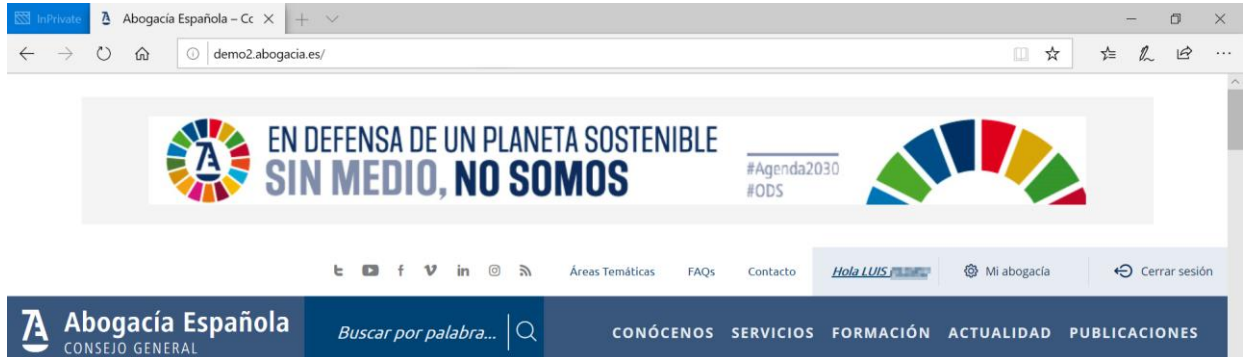 InPrivate
Abogacía Española – Cc
demo2.abogacia.es/
EN DEFENSA DE UN PLANETA SOSTENIBLE
SIN MEDIO, NO SOMOS
#Agenda2030
#ODS
Áreas Temáticas FAQs Contacto Hola LUIS Mi abogacía Cerrar sesión
Abogacía Española
CONSEJO GENERAL
Buscar por palabra...
CONÓCENOS SERVICIOS FORMACIÓN ACTUALIDAD PUBLICACIONES